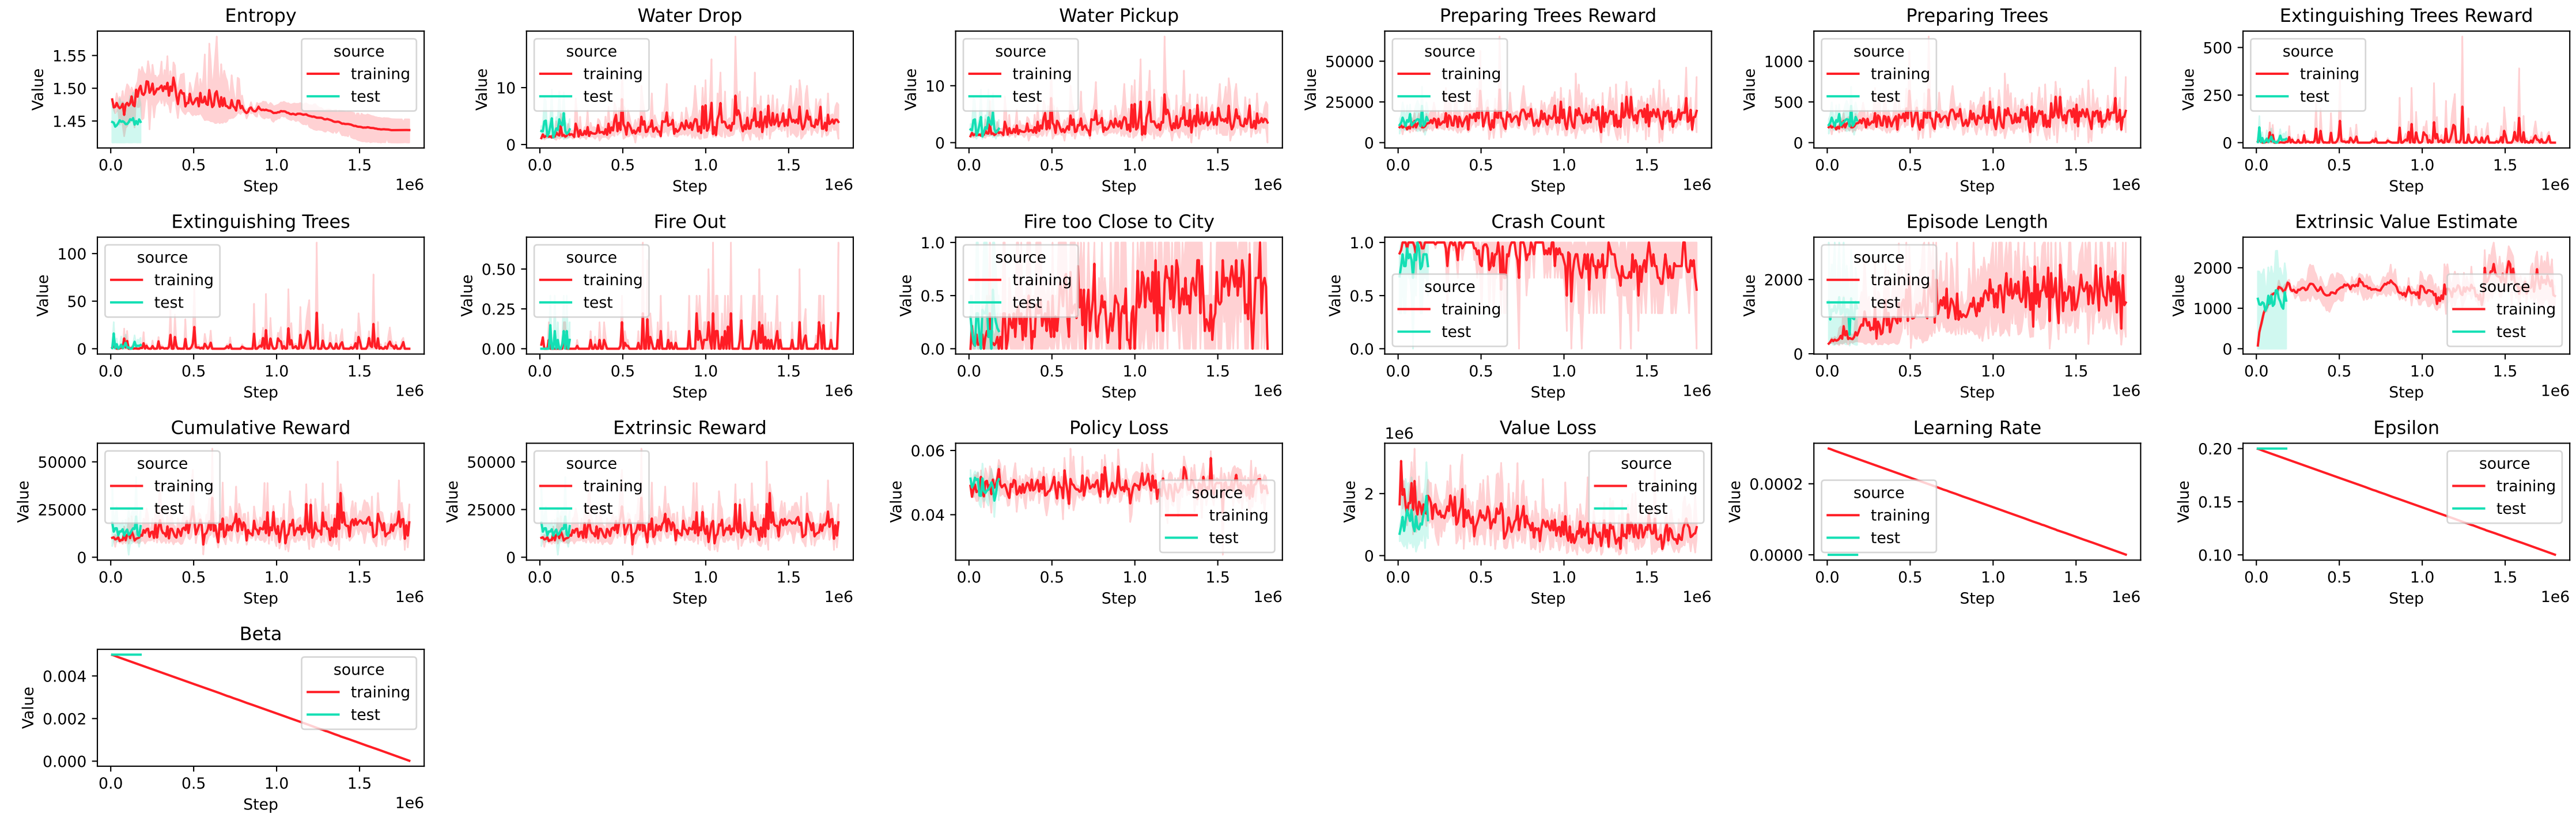 Entropy
Value
1.55
1.50
1.45
source
training
test
0.0 0.5 1.0 1.5
Step
1e6
Water Drop
Value
10
0
source
training
test
0.0 0.5 1.0 1.5
Step
1e6
Water Pickup
Value
10
0
source
training
test
0.0 0.5 1.0 1.5
Step
1e6
Preparing Trees Reward
Value
50000
25000
0
source
training
test
0.0 0.5 1.0 1.5
Step
1e6
Preparing Trees
Value
1000
500
0
source
training
test
0.0 0.5 1.0 1.5
Step
1e6
Extinguishing Trees Reward
Value
500
250
0
source
training
test
0.0 0.5 1.0 1.5
Step
1e6
Extinguishing Trees
Value
100
50
0
source
training
test
0.0 0.5 1.0 1.5
Step
1e6
Fire Out
Value
0.50
0.25
0.00
source
training
test
0.0 0.5 1.0 1.5
Step
1e6
Fire too Close to City
Value
1.0
0.5
0.0
source
training
test
0.0 0.5 1.0 1.5
Step
1e6
Crash Count
Value
1.0
0.5
0.0
source
training
test
0.0 0.5 1.0 1.5
Step
1e6
Episode Length
Value
2000
0
source
training
test
0.0 0.5 1.0 1.5
Step
1e6
Extrinsic Value Estimate
Value
2000
1000
0
source
training
test
0.0 0.5 1.0 1.5
Step
1e6
Cumulative Reward
Value
50000
25000
0
source
training
test
0.0 0.5 1.0 1.5
Step
1e6
Extrinsic Reward
Value
50000
25000
0
source
training
test
0.0 0.5 1.0 1.5
Step
1e6
Policy Loss
Value
0.06
0.04
source
training
test
0.0 0.5 1.0 1.5
Step
1e6
Value Loss
1e6
Value
2
1
0
source
training
test
0.0 0.5 1.0 1.5
Step
1e6
Learning Rate
Value
0.0002
0.0000
source
training
test
0.0 0.5 1.0 1.5
Step
1e6
Epsilon
Value
0.20
0.15
0.10
source
training
test
0.0 0.5 1.0 1.5
Step
1e6
Beta
Value
0.004
0.002
0.000
source
training
test
0.0 0.5 1.0 1.5
Step
1e6